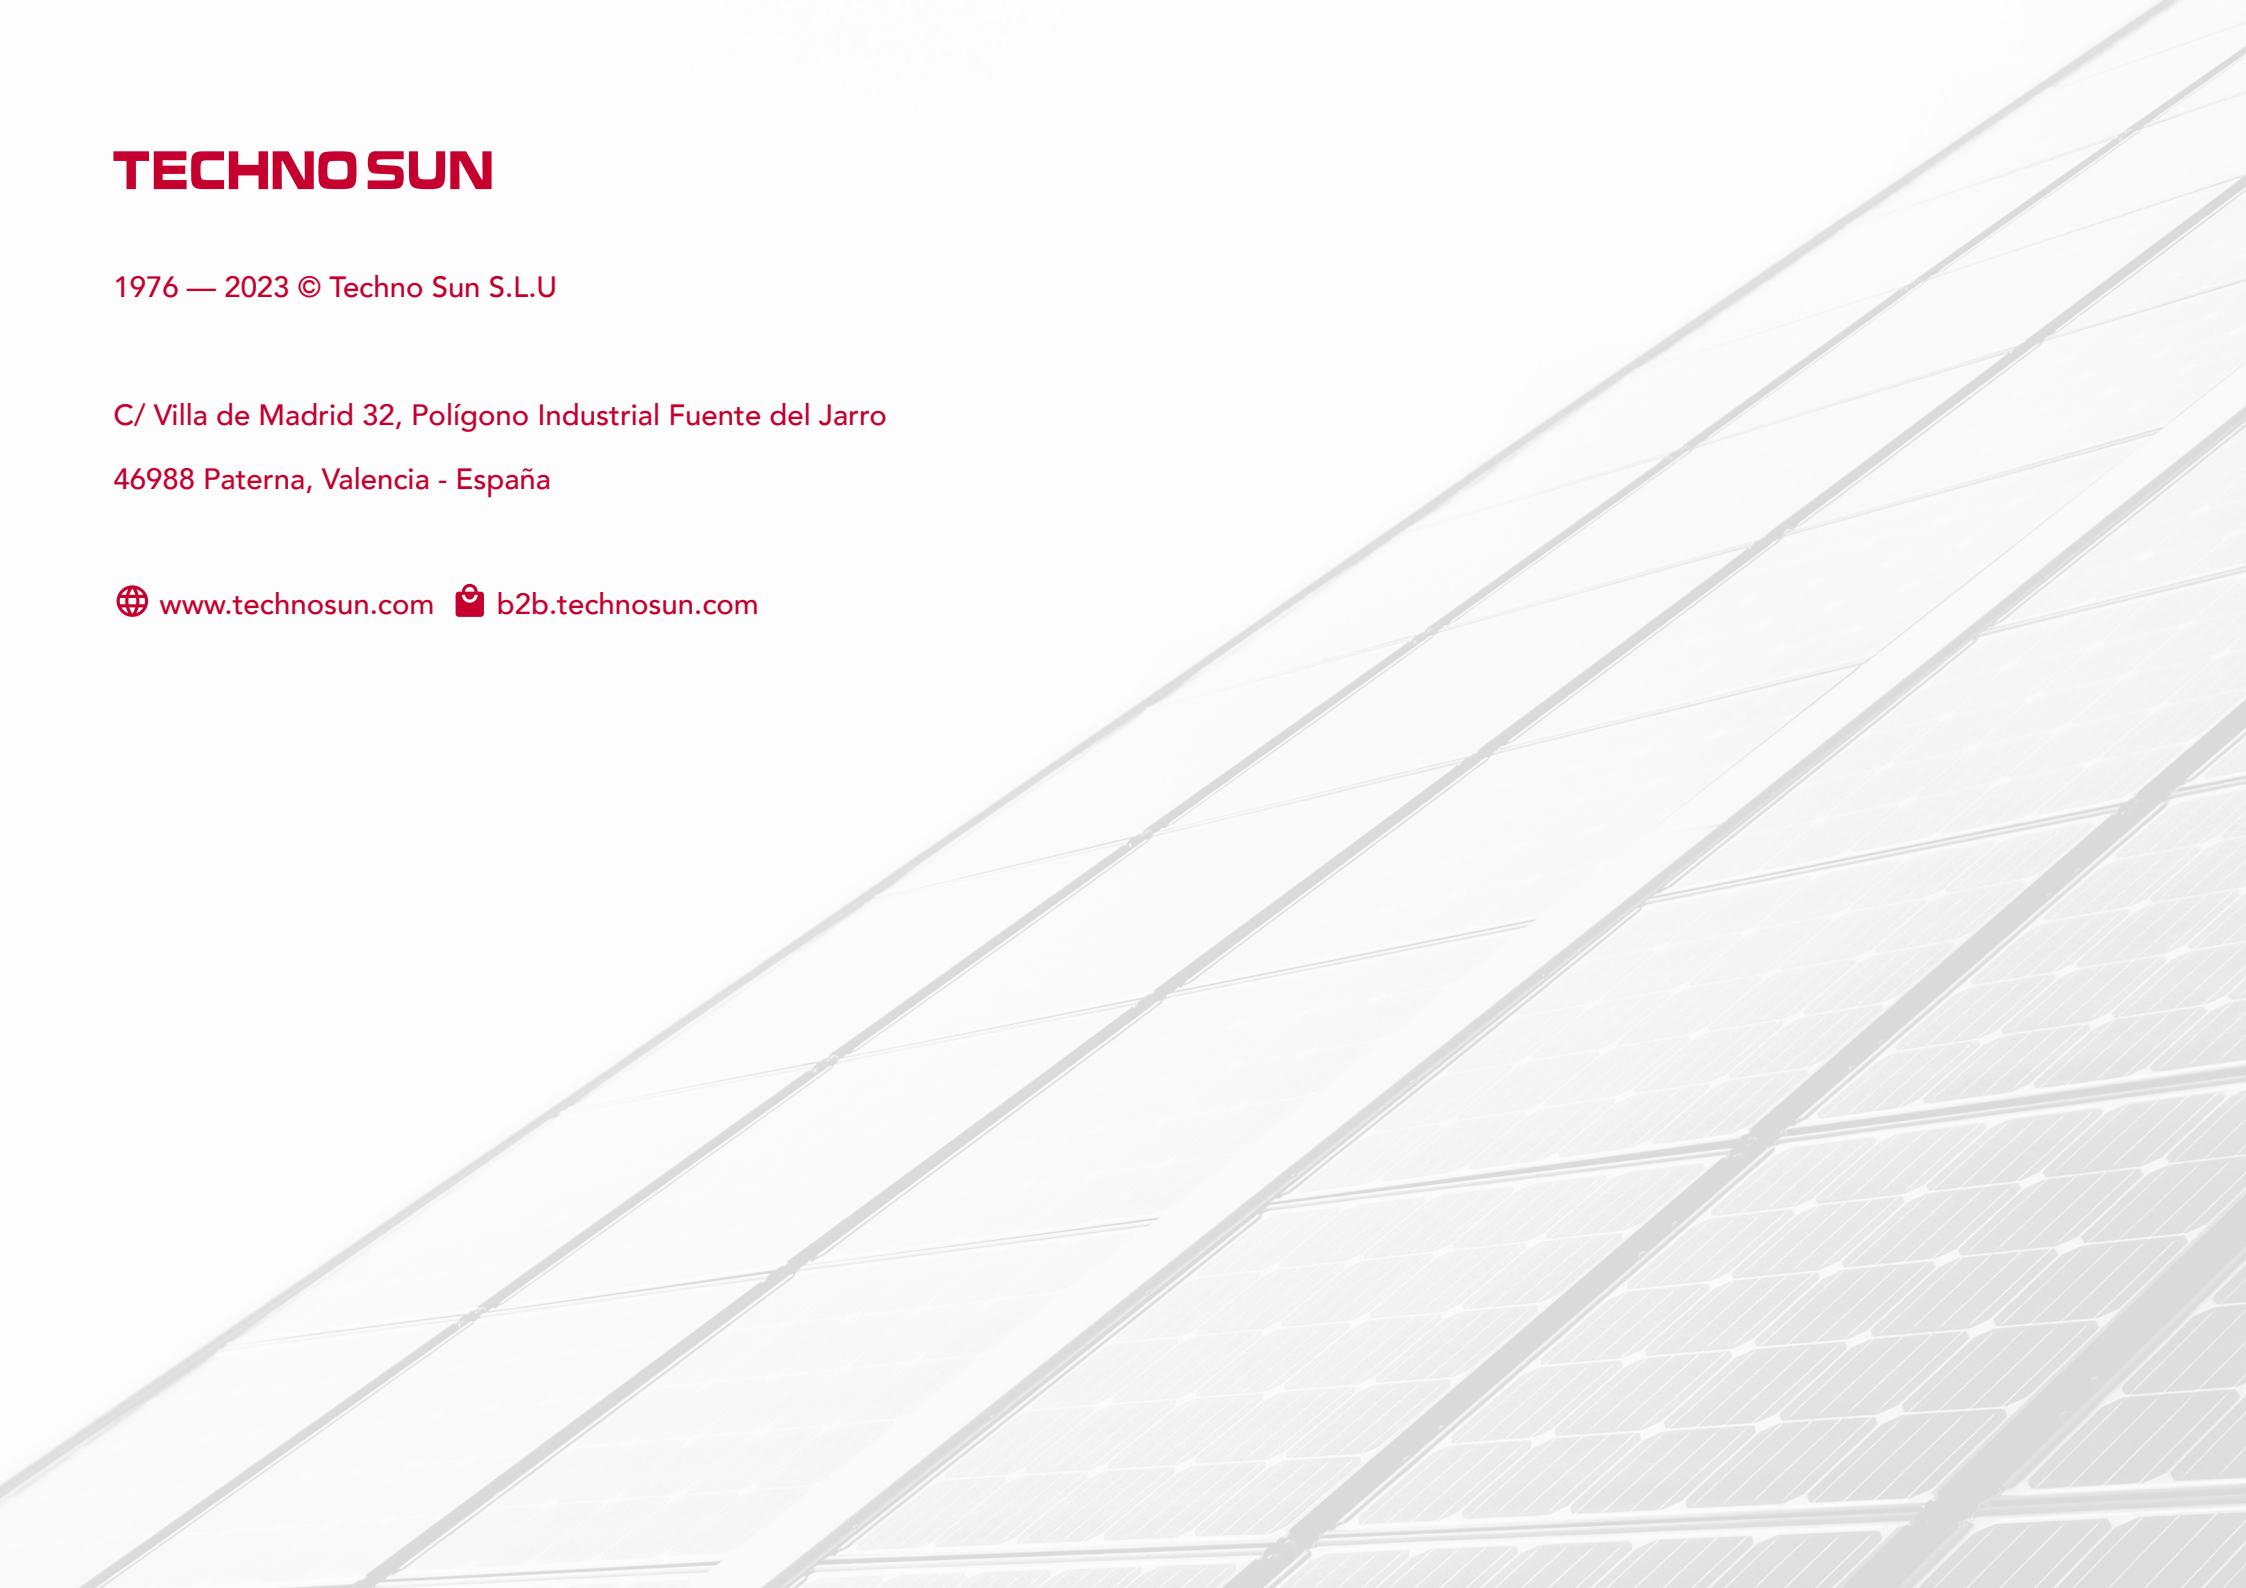 TECHNO SUN
1976 — 2023 © Techno Sun S.L.U
C/ Villa de Madrid 32, Polígono Industrial Fuente del Jarro
46988 Paterna, Valencia - España
www.technosun.com b2b.technosun.com